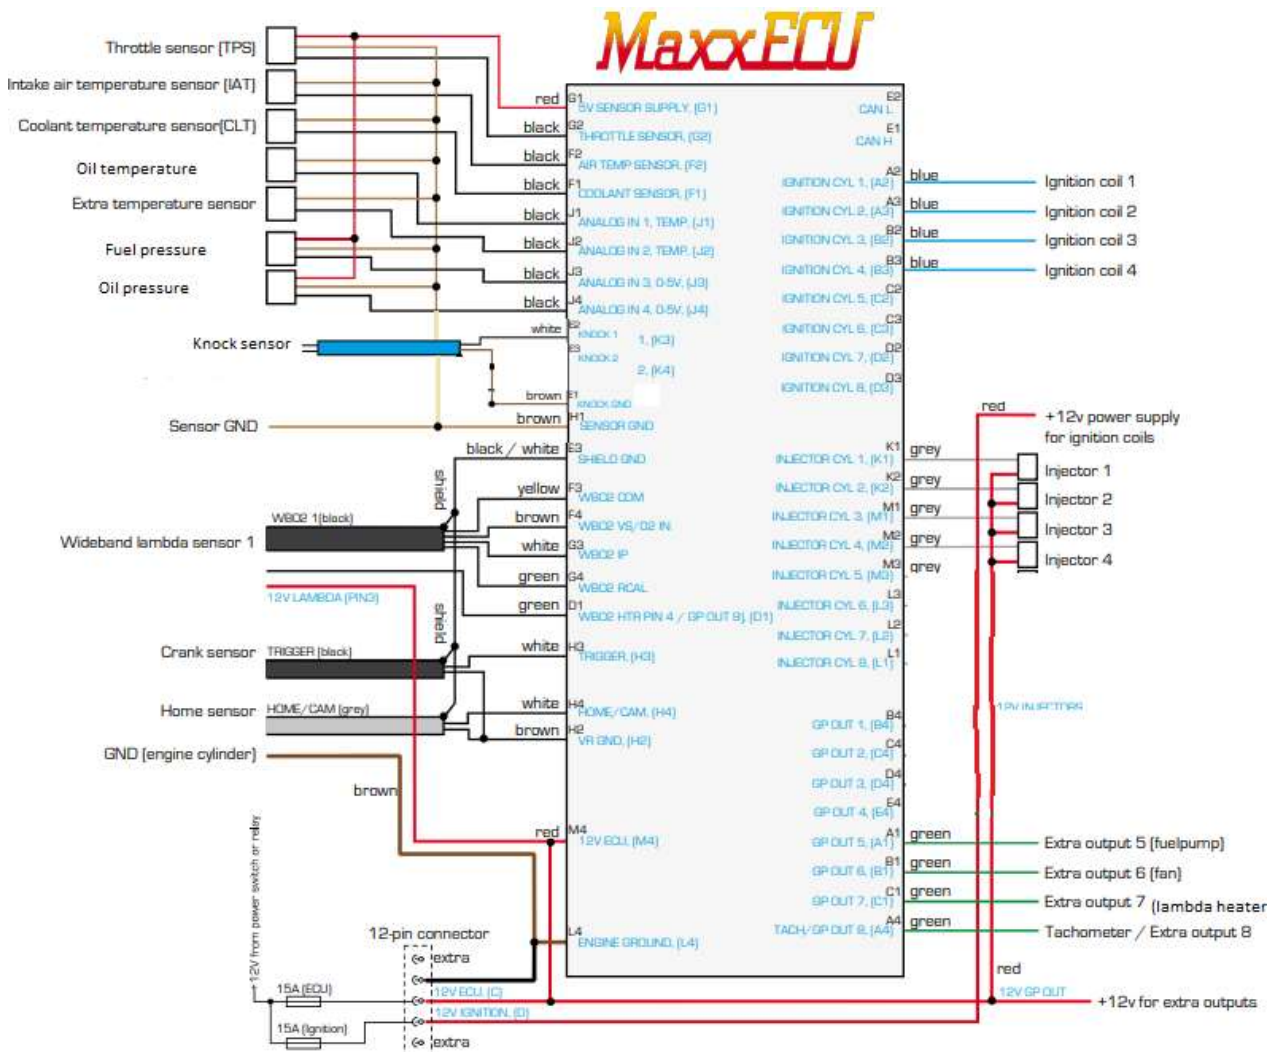 MaxxECU
Throttle sensor (TPS)
Intake air temperature sensor (IAT)
Coolant temperature sensor(CLT)
Oil temperature
Extra temperature sensor
Fuel pressure
Oil pressure
Knock sensor
Sensor GND
WBO2 1(black)
Wideband lambda sensor 1
12V LAMBDA (PIN3)
Crank sensor
TRIGGER (black)
Home sensor
HOME/CAM (grey)
GND (engine cylinder)
brown
shield
shield
red G1
5V SENSOR SUPPLY, (G1)
black G2
THROTTLE SENSOR, (G2)
black F2
AIR TEMP SENSOR, (F2)
black F1
COOLANT SENSOR, (F1)
black J1
ANALOG IN 1, TEMP, (J1)
black J2
ANALOG IN 2, TEMP, (J2)
black J3
ANALOG IN 3, 0-5V, (J3)
black J4
ANALOG IN 4, 0-5V, (J4)
white E2
KNOCK 1
1, (K3)
E3
KNOCK 2
2, (K4)
brown E1
KNOCK GND
brown H1
SENSOR GND
black / white E3
SHIELD GND
yellow F3
WBO2 COM
brown F4
WBO2 VS/O2 IN
white G3
WBO2 IP
green G4
WBO2 RCAL
green D1
WBO2 HTR PIN 4 / GP OUT 9), (D1)
white H3
TRIGGER, (H3)
white H4
HOME/CAM, (H4)
brown H2
VR GND, (H2)
red M4
12V ECU, (M4)
L4
ENGINE GROUND, (L4)
E2
CAN L
E1
CAN H
A2 blue
IGNITION CYL 1, (A2)
Ignition coil 1
A3 blue
IGNITION CYL 2, (A3)
Ignition coil 2
B2 blue
IGNITION CYL 3, (B2)
Ignition coil 3
B3 blue
IGNITION CYL 4, (B3)
Ignition coil 4
C2
IGNITION CYL 5, (C2)
C3
IGNITION CYL 6, (C3)
D2
IGNITION CYL 7, (D2)
D3
IGNITION CYL 8, (D3)
red
+12v power supply
for ignition coils
K1 grey
INJECTOR CYL 1, (K1)
Injector 1
K2 grey
INJECTOR CYL 2, (K2)
Injector 2
M1 grey
INJECTOR CYL 3, (M1)
Injector 3
M2 grey
INJECTOR CYL 4, (M2)
Injector 4
M3 grey
INJECTOR CYL 5, (M3)
L3
INJECTOR CYL 6, (L3)
L2
INJECTOR CYL 7, (L2)
L1
INJECTOR CYL 8, (L1)
12V INJECTORS
B4
GP OUT 1, (B4)
C4
GP OUT 2, (C4)
D4
GP OUT 3, (D4)
E4
GP OUT 4, (E4)
A1 green
GP OUT 5, (A1)
Extra output 5 (fuelpump)
B1 green
GP OUT 6, (B1)
Extra output 6 (fan)
C1 green
GP OUT 7, (C1)
Extra output 7 (lambda heater
A4 green
TACH/GP OUT 8, (A4)
Tachometer / Extra output 8
red
12V GP OUT
+12v for extra outputs
+12V from power switch or relay
12-pin connector
extra
15A (ECU)
12V ECU, (C)
12V IGNITION, (D)
15A (Ignition)
extra